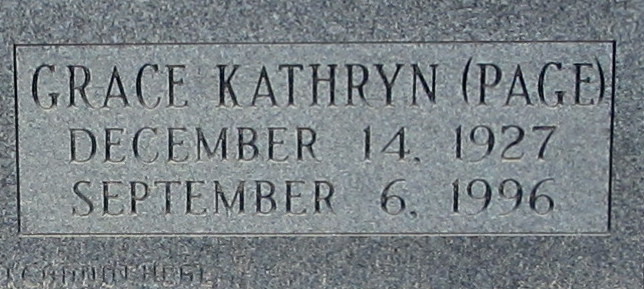 GRACE KATHRYN (PAGE)
DECEMBER 14, 1927
SEPTEMBER 6, 1996